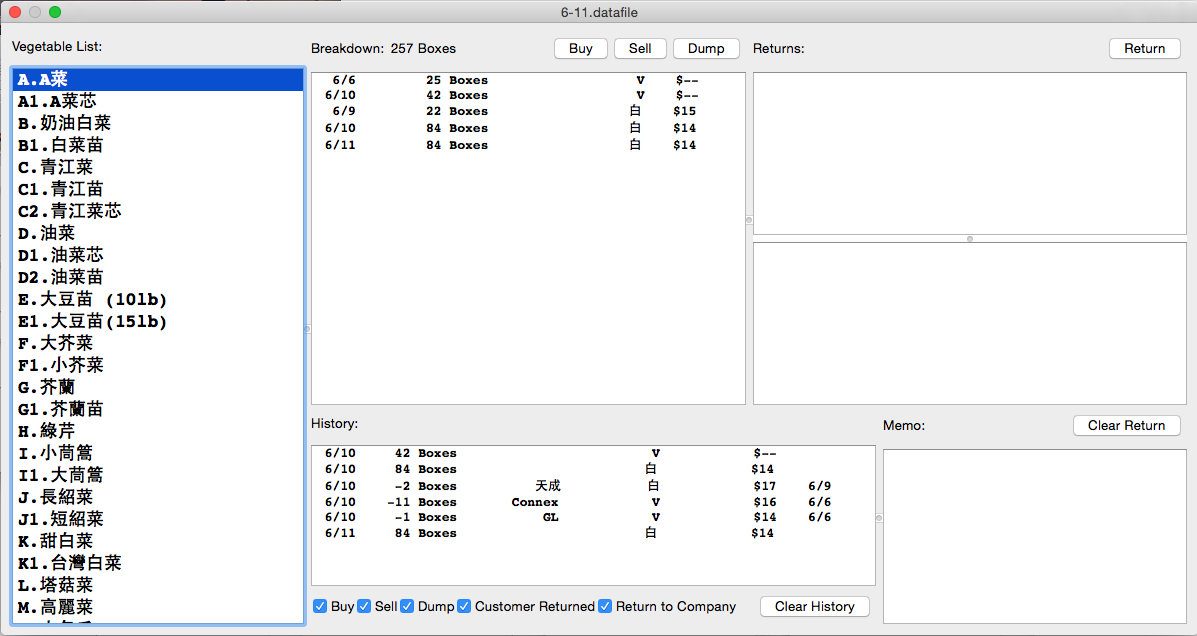 6-11.datafile
Vegetable List:
A.A菜
A1.A菜芯
B.奶油白菜
B1.白菜苗
C.青江菜
C1.青江苗
C2.青江菜芯
D.油菜
D1.油菜芯
D2.油菜苗
E.大豆苗 (10lb)
E1.大豆苗(15lb)
F.大芥菜
F1.小芥菜
G.芥蘭
G1.芥蘭苗
H.綠芹
I.小茼篙
I1.大茼篙
J.長紹菜
J1.短紹菜
K.甜白菜
K1.台灣白菜
L.塔菇菜
M.高麗菜
Breakdown: 257 Boxes
Buy
Sell
Dump
6/6 25 Boxes V $--
6/10 42 Boxes V $--
6/9 22 Boxes 白 $15
6/10 84 Boxes 白 $14
6/11 84 Boxes 白 $14
Returns:
Return
History:
6/10 42 Boxes V $--
6/10 84 Boxes 白 $14
6/10 -2 Boxes 天成 白 $17 6/9
6/10 -11 Boxes Connex V $16 6/6
6/10 -1 Boxes GL V $14 6/6
6/11 84 Boxes 白 $14
Buy Sell Dump Customer Returned Return to Company
Clear History
Memo:
Clear Return